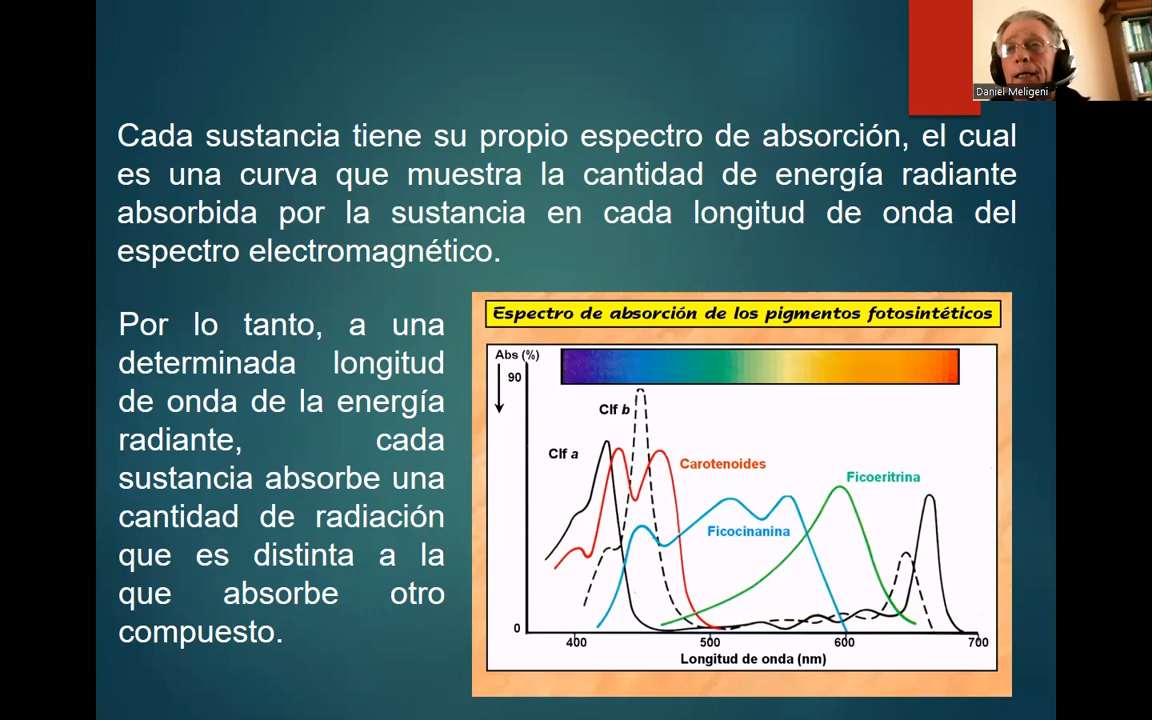 Daniel Meligeni
Cada sustancia tiene su propio espectro de absorción, el cual
es una curva que muestra la cantidad de energía radiante
absorbida por la sustancia en cada longitud de onda del
espectro electromagnético.
Por lo tanto, a una
determinada longitud
de onda de la energía
radiante, cada
sustancia absorbe una
cantidad de radiación
que es distinta a la
que absorbe otro
compuesto.
Espectro de absorción de los pigmentos fotosintéticos
Abs (%)
90
Clf b
Clf a
Carotenoides
Ficoeritrina
Ficocinanina
0
400 500 600 700
Longitud de onda (nm)